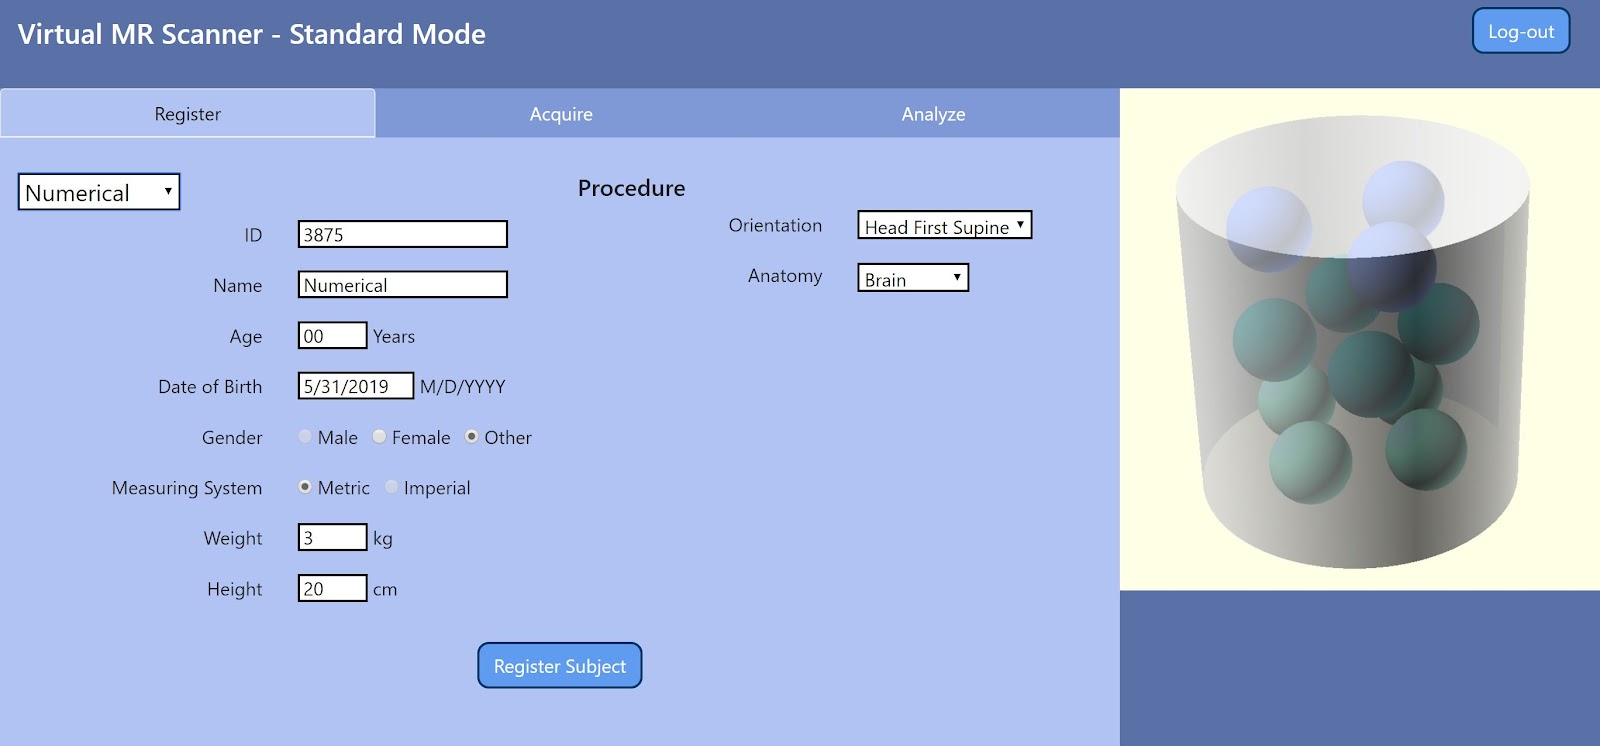 Virtual MR Scanner - Standard Mode
Log-out
Register
Acquire
Analyze
Numerical
Procedure
ID 3875
Name Numerical
Age 00 Years
Date of Birth 5/31/2019 M/D/YYYY
Gender Male Female Other
Measuring System Metric Imperial
Weight 3 kg
Height 20 cm
Orientation Head First Supine
Anatomy Brain
Register Subject